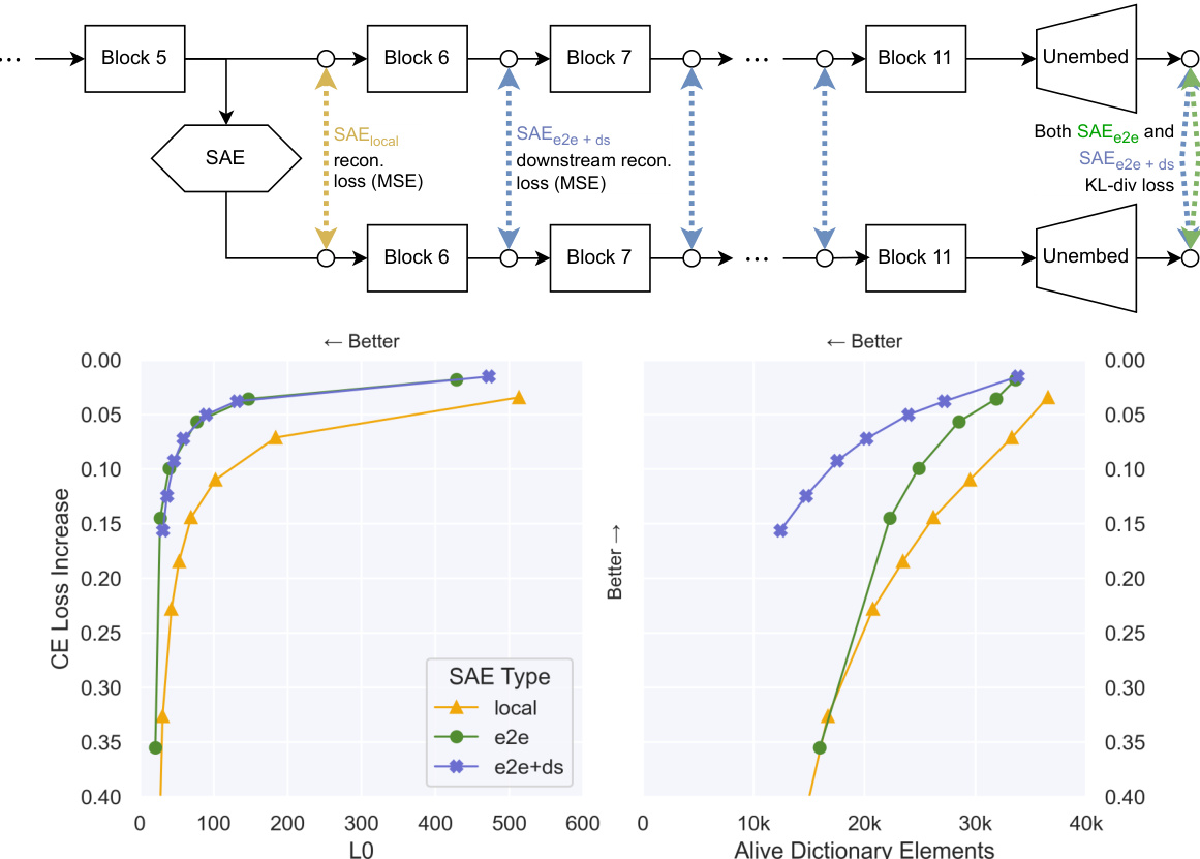 ...
Block 5
Block 6
Block 7
...
Block 11
Unembed
SAE
SAElocal
recon.
loss (MSE)
SAEe2e + ds
downstream recon.
loss (MSE)
Both SAEe2e and
SAEe2e + ds
KL-div loss
Block 6
Block 7
...
Block 11
Unembed
← Better
← Better
0.00
0.05
0.10
0.15
0.20
0.25
0.30
0.35
0.40
CE Loss Increase
SAE Type
local
e2e
e2e+ds
0
100
200
300
400
500
600
L0
Better →
0.00
0.05
0.10
0.15
0.20
0.25
0.30
0.35
0.40
0
10k
20k
30k
40k
Alive Dictionary Elements